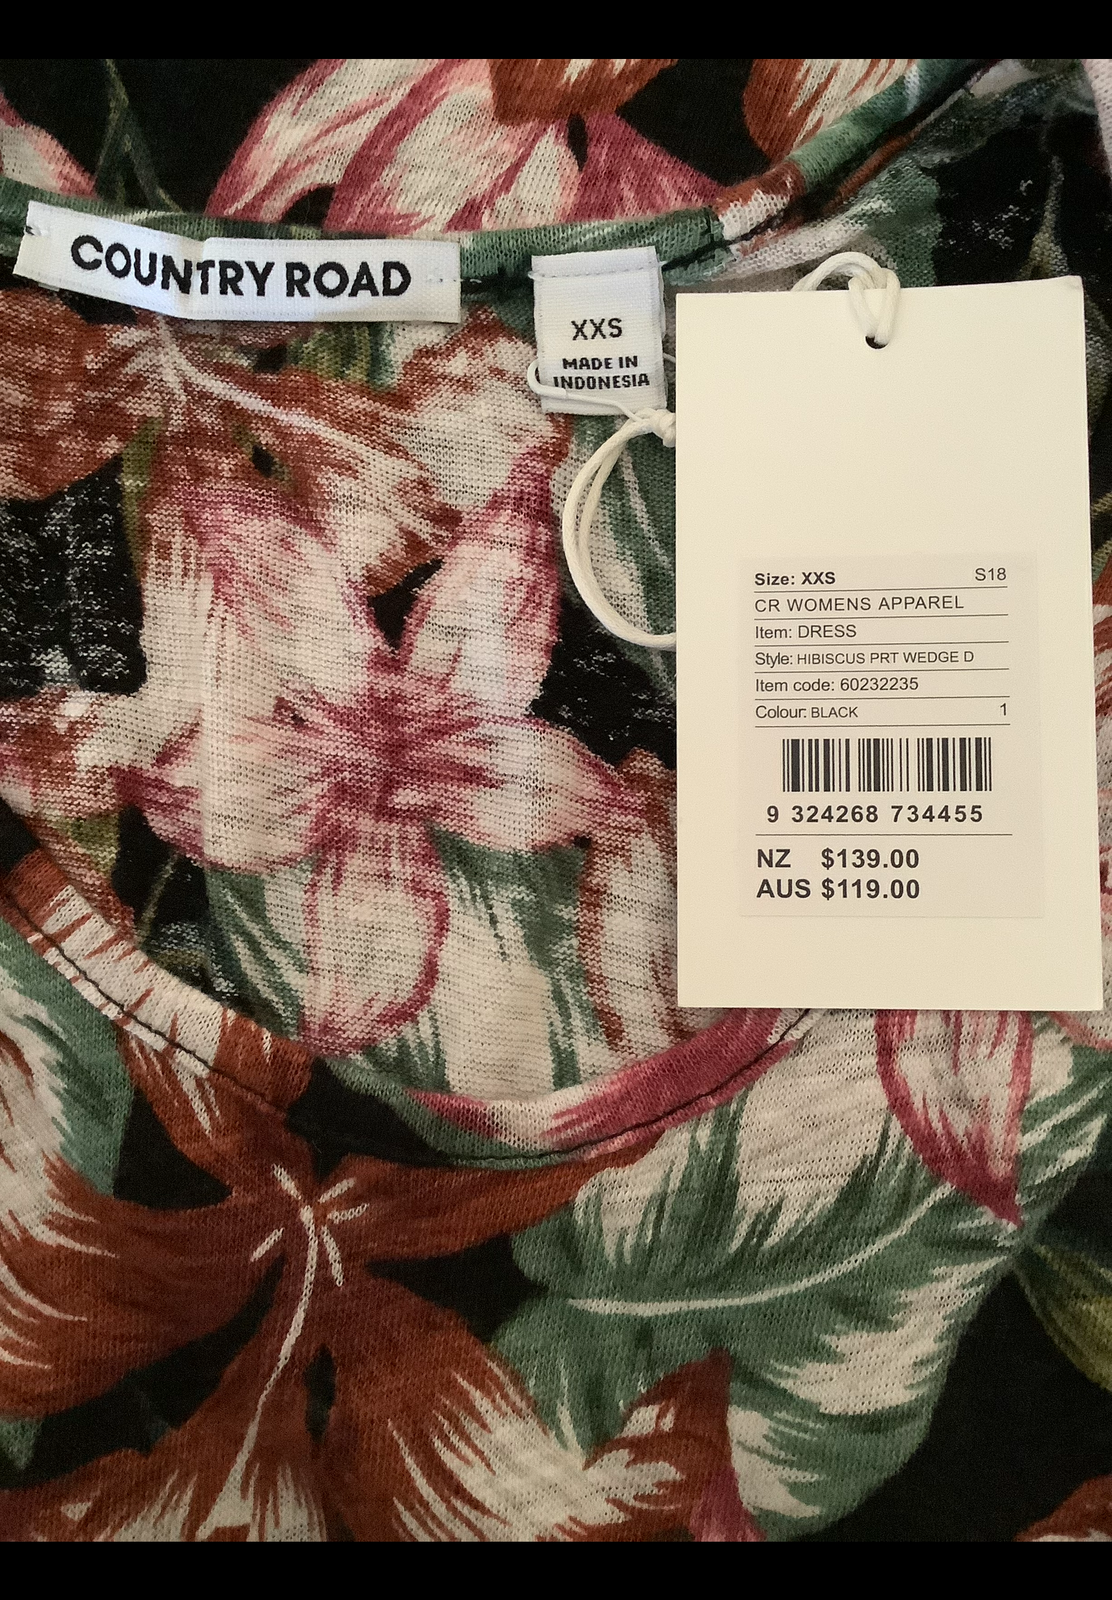 COUNTRY ROAD
XXS
MADE IN
INDONESIA
Size: XXS S18
CR WOMENS APPAREL
Item: DRESS
Style: HIBISCUS PRT WEDGE D
Item code: 60232235
Colour: BLACK 1
9 324268 734455
NZ $139.00
AUS $119.00